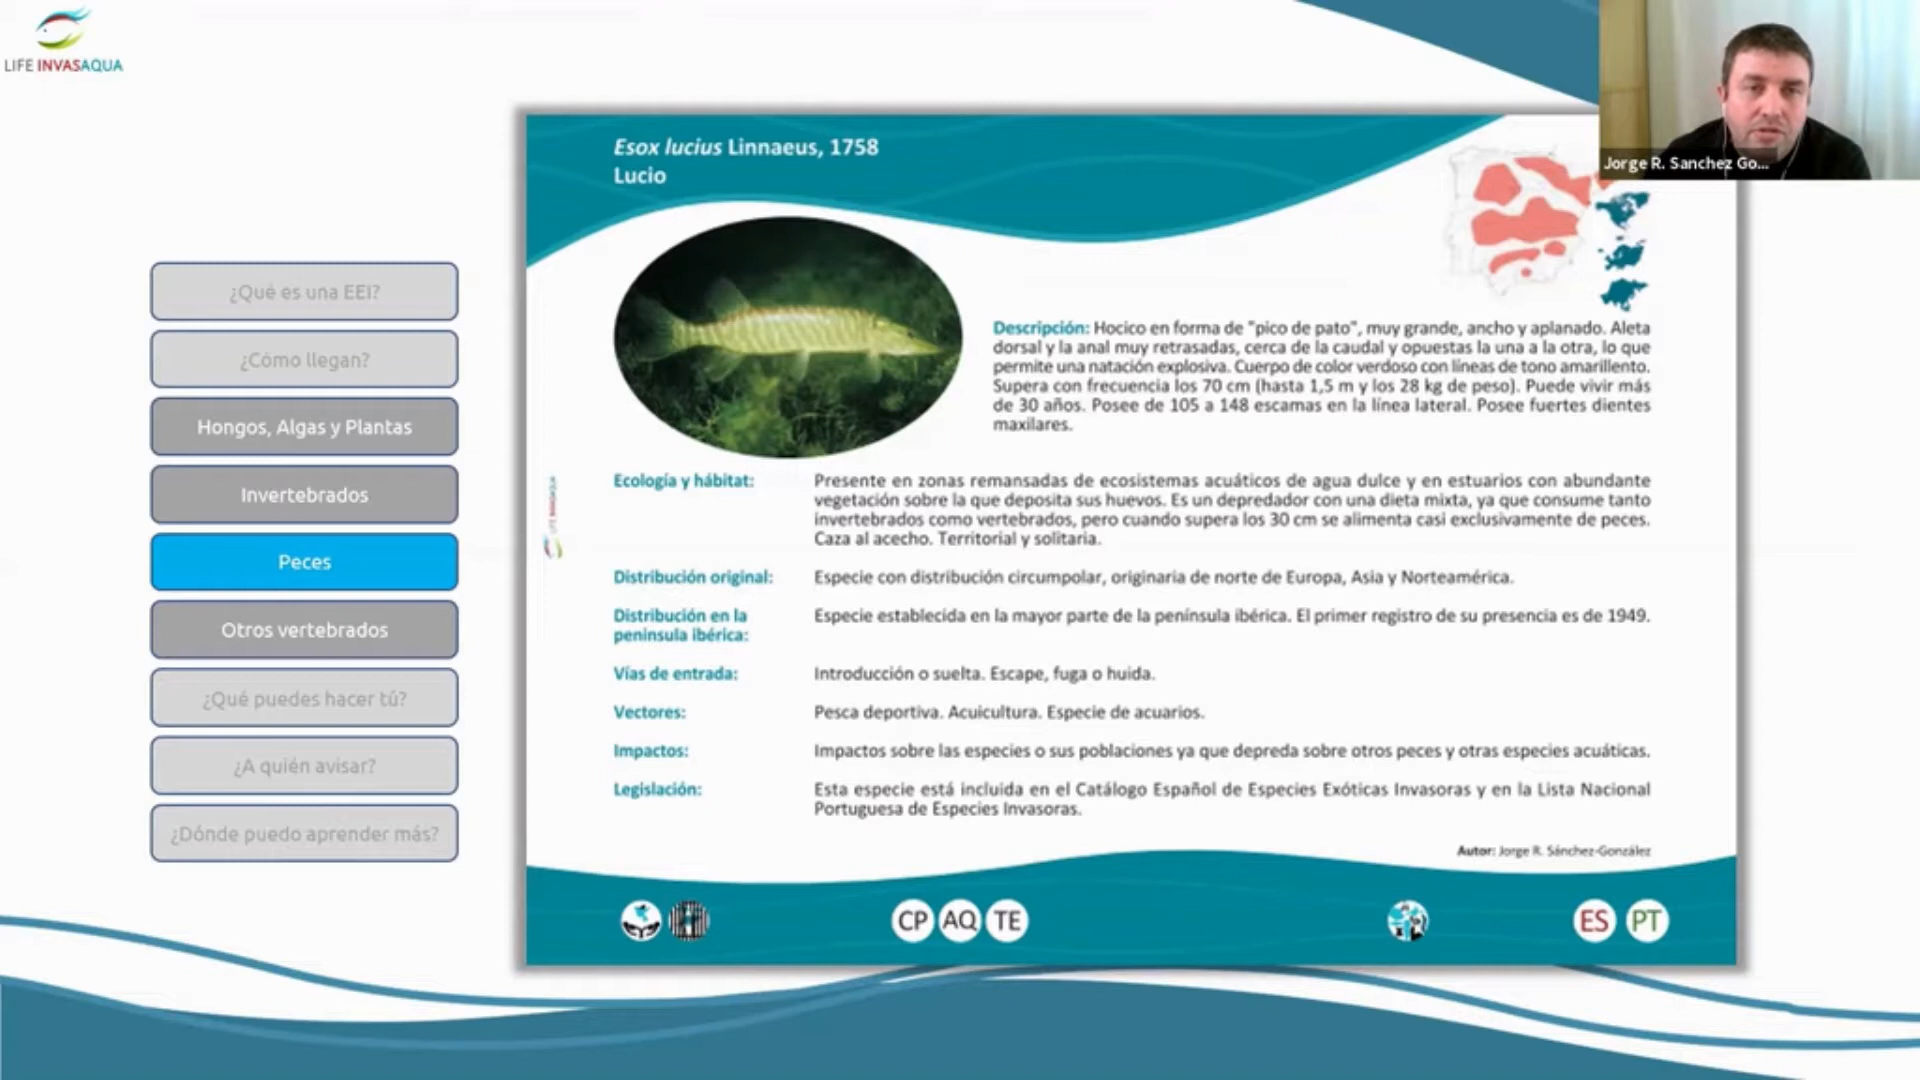 LIFE INVASAQUA
Jorge R. Sanchez Go...
Esox lucius Linnaeus, 1758
Lucio
¿Qué es una EEI?
¿Cómo llegan?
Hongos, Algas y Plantas
Invertebrados
Peces
Otros vertebrados
¿Qué puedes hacer tú?
¿A quién avisar?
¿Dónde puedo aprender más?
Descripción: Hocico en forma de "pico de pato", muy grande, ancho y aplanado. Aleta
dorsal y la anal muy retrasadas, cerca de la caudal y opuestas la una a la otra, lo que
permite una natación explosiva. Cuerpo de color verdoso con líneas de tono amarillento.
Supera con frecuencia los 70 cm (hasta 1,5 m y los 28 kg de peso). Puede vivir más
de 30 años. Posee de 105 a 148 escamas en la línea lateral. Posee fuertes dientes
maxilares.
Ecología y hábitat: Presente en zonas remansadas de ecosistemas acuáticos de agua dulce y en estuarios con abundante
vegetación sobre la que deposita sus huevos. Es un depredador con una dieta mixta, ya que consume tanto
invertebrados como vertebrados, pero cuando supera los 30 cm se alimenta casi exclusivamente de peces.
Caza al acecho. Territorial y solitaria.
LIFE INVASAQUA
Distribución original: Especie con distribución circumpolar, originaria de norte de Europa, Asia y Norteamérica.
Distribución en la Especie establecida en la mayor parte de la península ibérica. El primer registro de su presencia es de 1949.
península ibérica:
Vías de entrada: Introducción o suelta. Escape, fuga o huida.
Vectores: Pesca deportiva. Acuicultura. Especie de acuarios.
Impactos: Impactos sobre las especies o sus poblaciones ya que depreda sobre otros peces y otras especies acuáticas.
Legislación: Esta especie está incluida en el Catálogo Español de Especies Exóticas Invasoras y en la Lista Nacional
Portuguesa de Especies Invasoras.
Autor: Jorge R. Sánchez-González
CP AQ TE ES PT